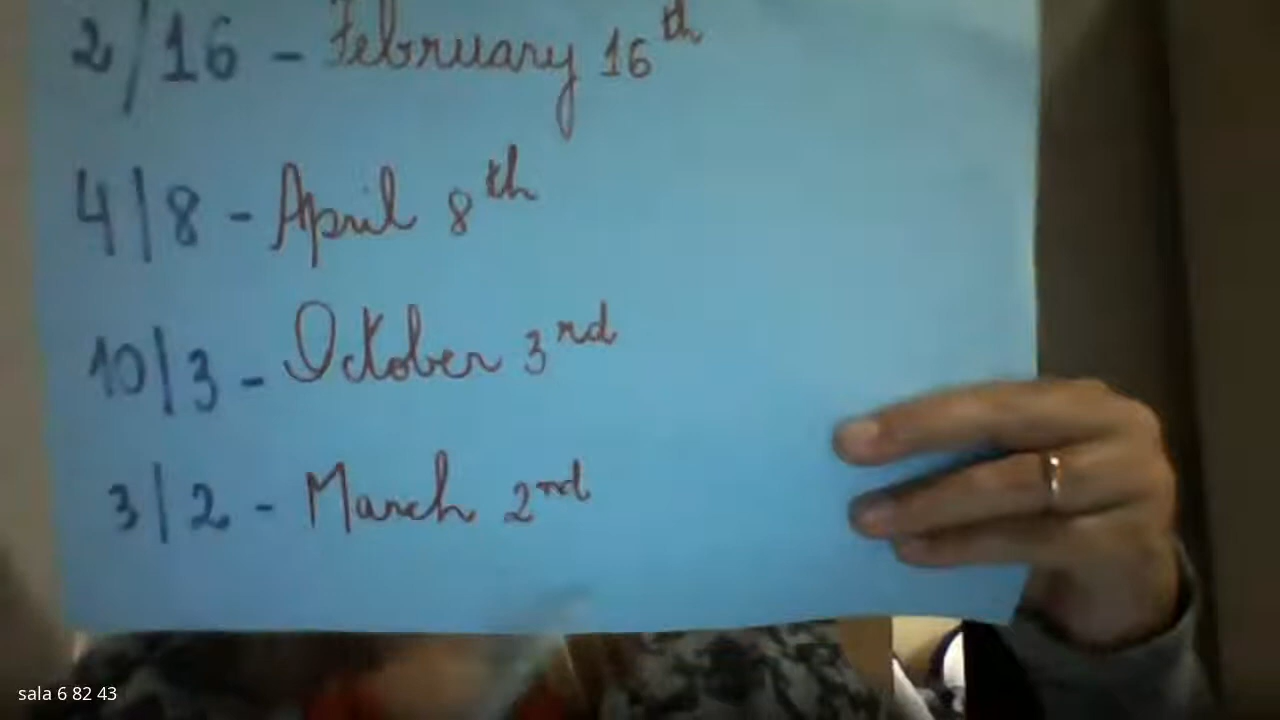 2/16 - February 16th
4/8 - April 8th
10/3 - October 3rd
3/2 - March 2nd
sala 6 82 43